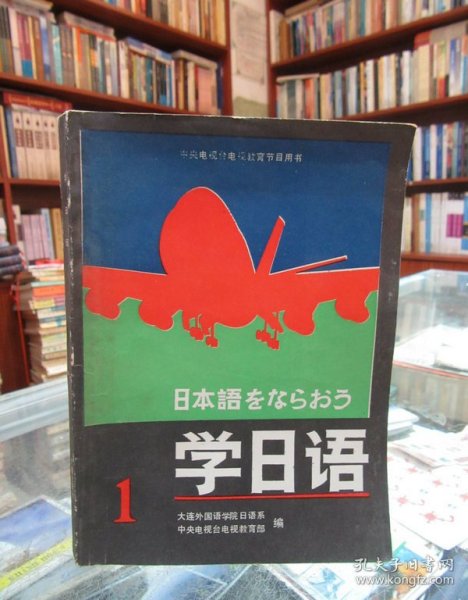 中央电视台电视教育节目用书
日本語をならおう
学日语
1
大连外国语学院日语系
中央电视台电视教育部
编
孔夫子旧书网
www.kongfz.com